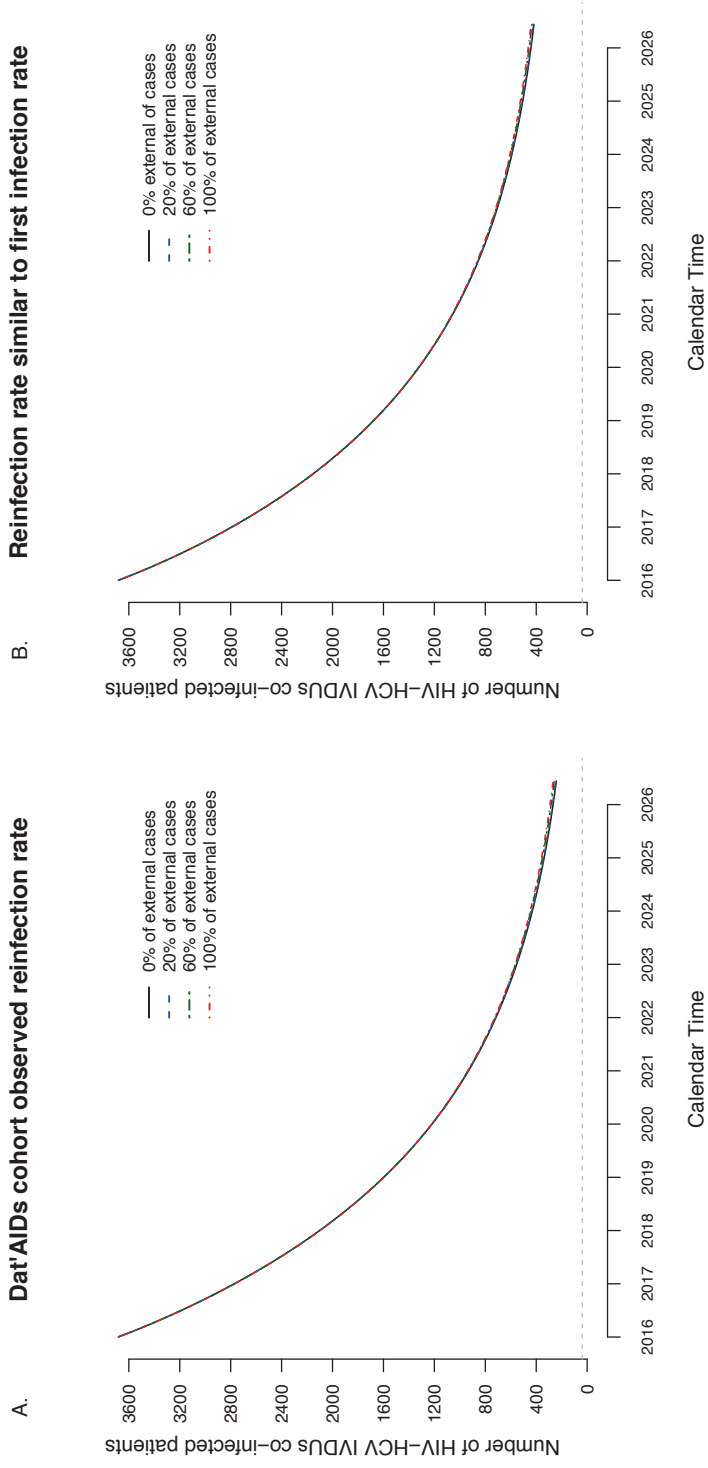 A.
Dat'AIDs cohort observed reinfection rate
Number of HIV–HCV IVDUs co–infected patients
3600
3200
2800
2400
2000
1600
1200
800
400
0
0% of external cases
20% of external cases
60% of external cases
100% of external cases
2016
2017
2018
2019
2020
2021
2022
2023
2024
2025
2026
Calendar Time
B.
Reinfection rate similar to first infection rate
Number of HIV–HCV IVDUs co–infected patients
3600
3200
2800
2400
2000
1600
1200
800
400
0
0% external of cases
20% of external cases
60% of external cases
100% of external cases
2016
2017
2018
2019
2020
2021
2022
2023
2024
2025
2026
Calendar Time